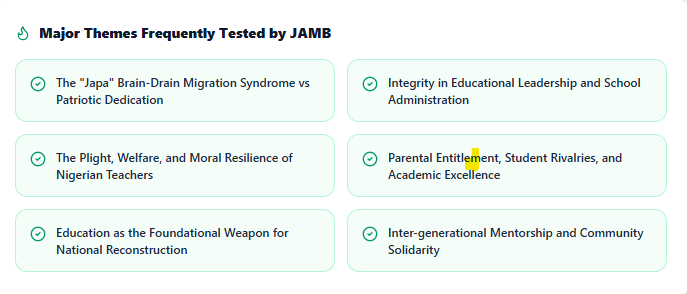 Major Themes Frequently Tested by JAMB
The "Japa" Brain-Drain Migration Syndrome vs
Patriotic Dedication
Integrity in Educational Leadership and School
Administration
The Plight, Welfare, and Moral Resilience of
Nigerian Teachers
Parental Entitlement, Student Rivalries, and
Academic Excellence
Education as the Foundational Weapon for
National Reconstruction
Inter-generational Mentorship and Community
Solidarity